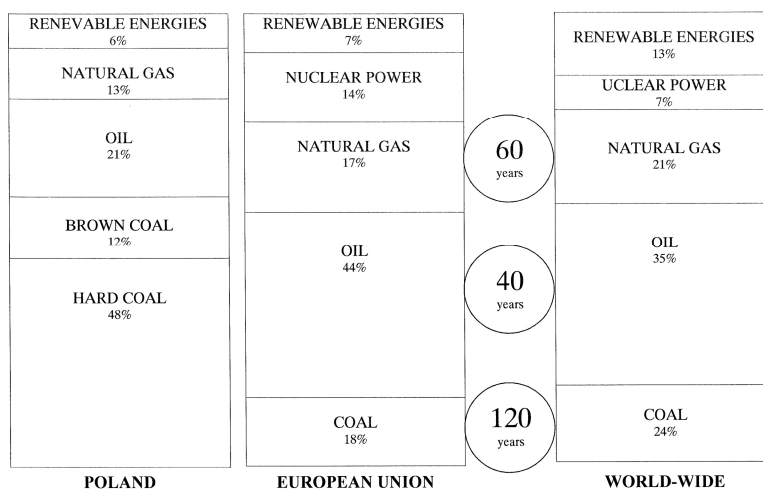 RENEVABLE ENERGIES
6%
NATURAL GAS
13%
OIL
21%
BROWN COAL
12%
HARD COAL
48%
POLAND
RENEWABLE ENERGIES
7%
NUCLEAR POWER
14%
NATURAL GAS
17%
OIL
44%
COAL
18%
EUROPEAN UNION
60
years
40
years
120
years
RENEWABLE ENERGIES
13%
UCLEAR POWER
7%
NATURAL GAS
21%
OIL
35%
COAL
24%
WORLD-WIDE